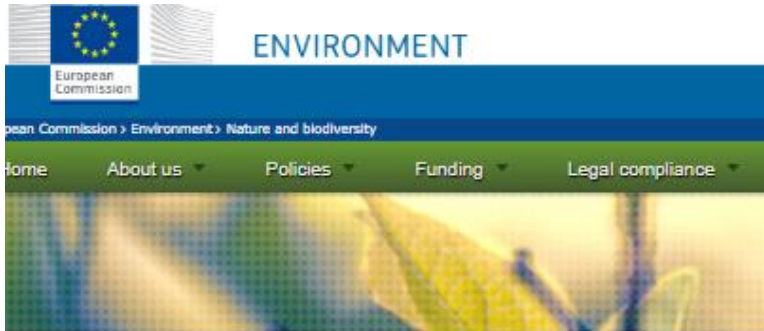 ENVIRONMENT
European
Commission
pean Commission > Environment > Nature and biodiversity
Home About us Policies Funding Legal compliance